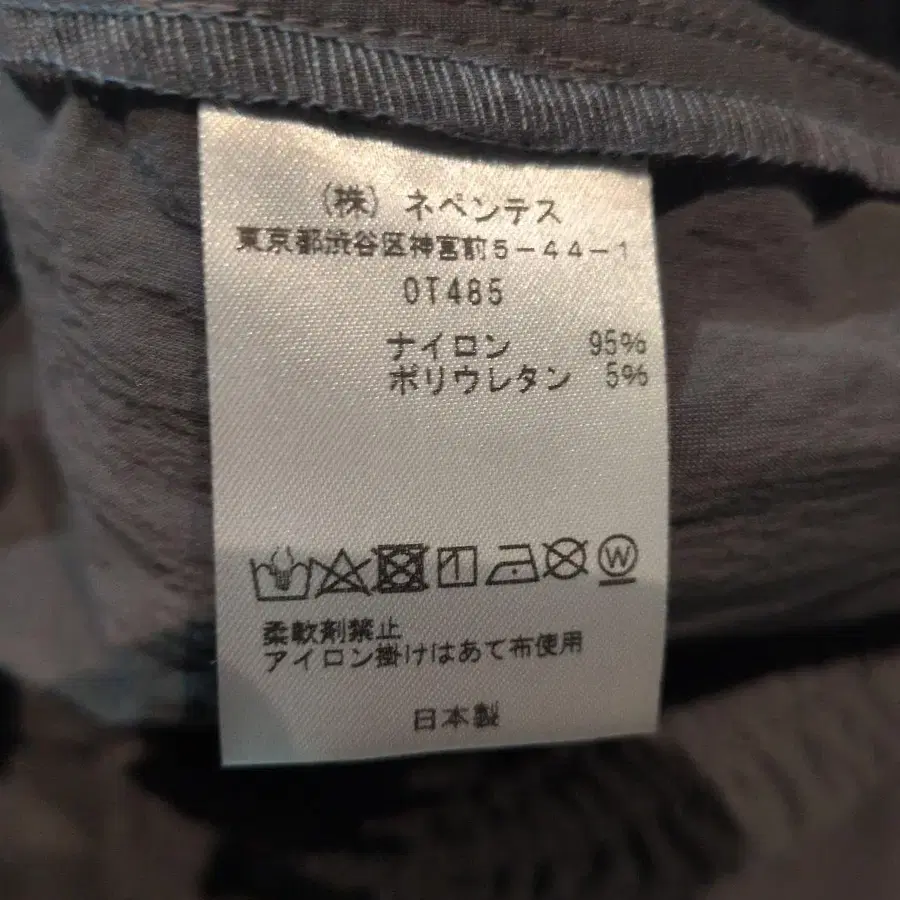 (株) ネペンテス
東京都渋谷区神宮前5-44-1
OT485
ナイロン 95%
ポリウレタン 5%
W
柔軟剤禁止
アイロン掛けはあて布使用
日本製